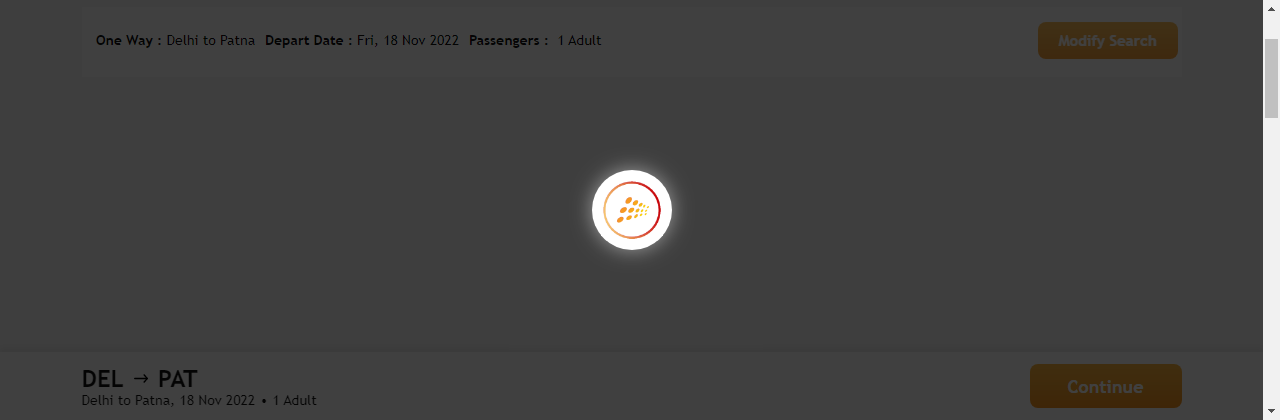 One Way : Delhi to Patna Depart Date : Fri, 18 Nov 2022 Passengers : 1 Adult
Modify Search
DEL → PAT
Delhi to Patna, 18 Nov 2022 • 1 Adult
Continue